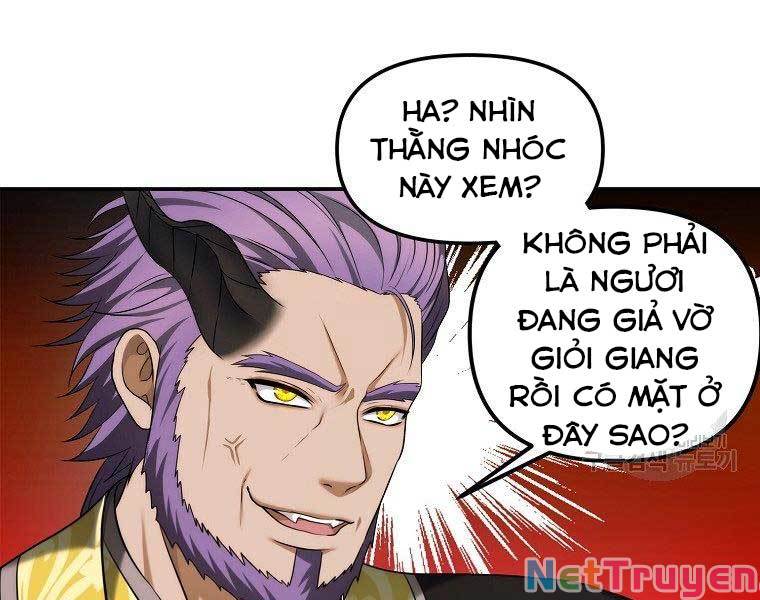 HA? NHÌN
THẰNG NHÓC
NÀY XEM?
KHÔNG PHẢI
LÀ NGƯƠI
ĐANG GIẢ VỜ
GIỎI GIANG
RỒI CÓ MẶT Ở
ĐÂY SAO?
NetTruyen